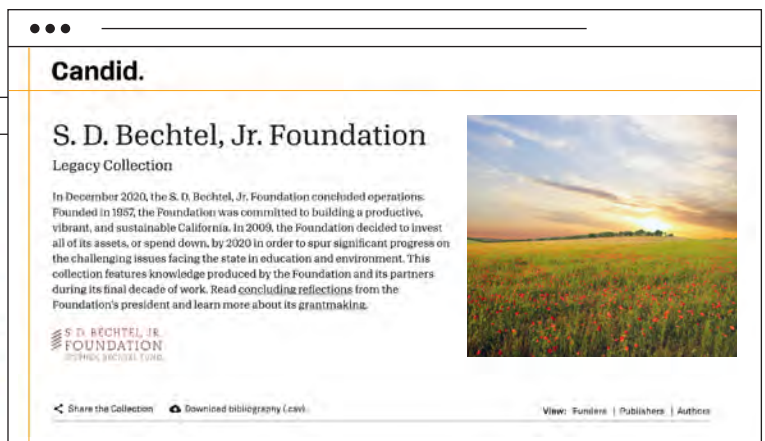 Candid.
S. D. Bechtel, Jr. Foundation
Legacy Collection
In December 2020, the S. D. Bechtel, Jr. Foundation concluded operations.
Founded in 1957, the Foundation was committed to building a productive,
vibrant, and sustainable California. In 2009, the Foundation decided to invest
all of its assets, or spend down, by 2020 in order to spur significant progress on
the challenging issues facing the state in education and environment. This
collection features knowledge produced by the Foundation and its partners
during its final decade of work. Read concluding reflections from the
Foundation's president and learn more about its grantmaking.
S. D. BECHTEL, JR.
FOUNDATION
STEPHEN BECHTEL FUND
Share the Collection Download bibliography (.csv)
View: Funders | Publishers | Authors